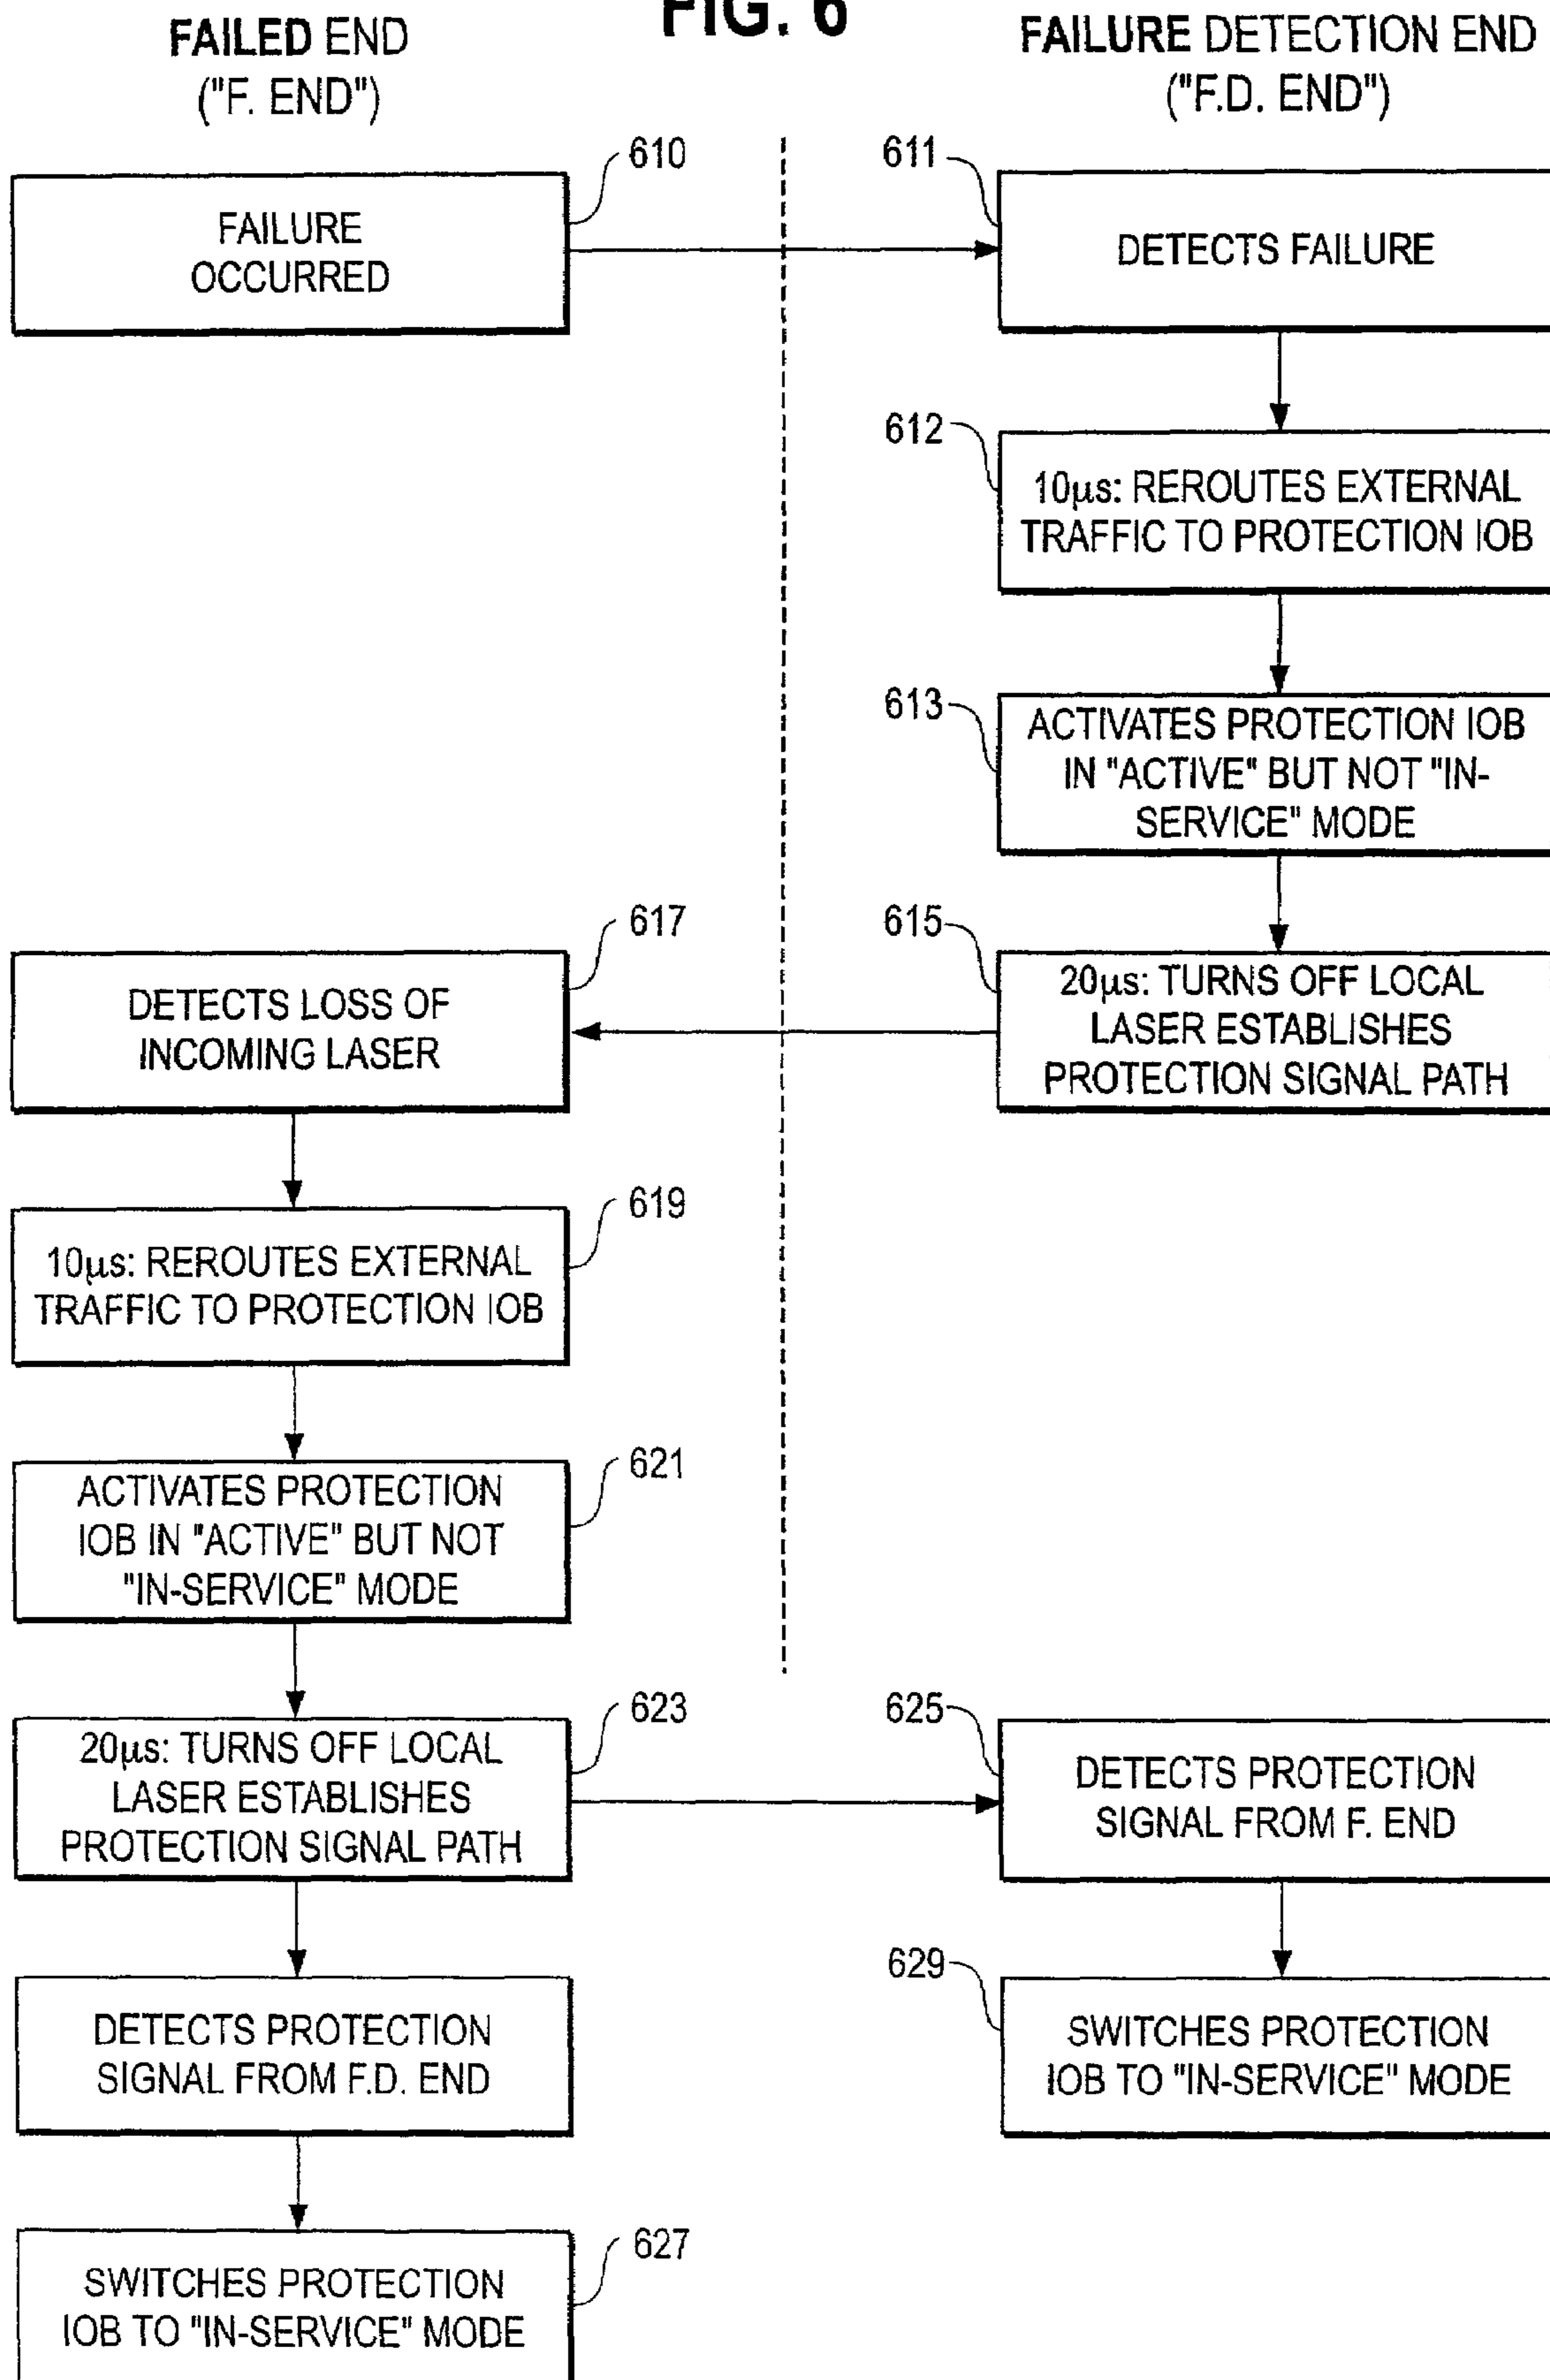 FIG. 6
FAILED END
("F. END")
FAILURE DETECTION END
("F.D. END")
610
FAILURE
OCCURRED
611
DETECTS FAILURE
612
10µs: REROUTES EXTERNAL
TRAFFIC TO PROTECTION IOB
613
ACTIVATES PROTECTION IOB
IN "ACTIVE" BUT NOT "IN-
SERVICE" MODE
615
20µs: TURNS OFF LOCAL
LASER ESTABLISHES
PROTECTION SIGNAL PATH
617
DETECTS LOSS OF
INCOMING LASER
619
10µs: REROUTES EXTERNAL
TRAFFIC TO PROTECTION IOB
621
ACTIVATES PROTECTION
IOB IN "ACTIVE" BUT NOT
"IN-SERVICE" MODE
623
20µs: TURNS OFF LOCAL
LASER ESTABLISHES
PROTECTION SIGNAL PATH
625
DETECTS PROTECTION
SIGNAL FROM F. END
DETECTS PROTECTION
SIGNAL FROM F.D. END
629
SWITCHES PROTECTION
IOB TO "IN-SERVICE" MODE
627
SWITCHES PROTECTION
IOB TO "IN-SERVICE" MODE